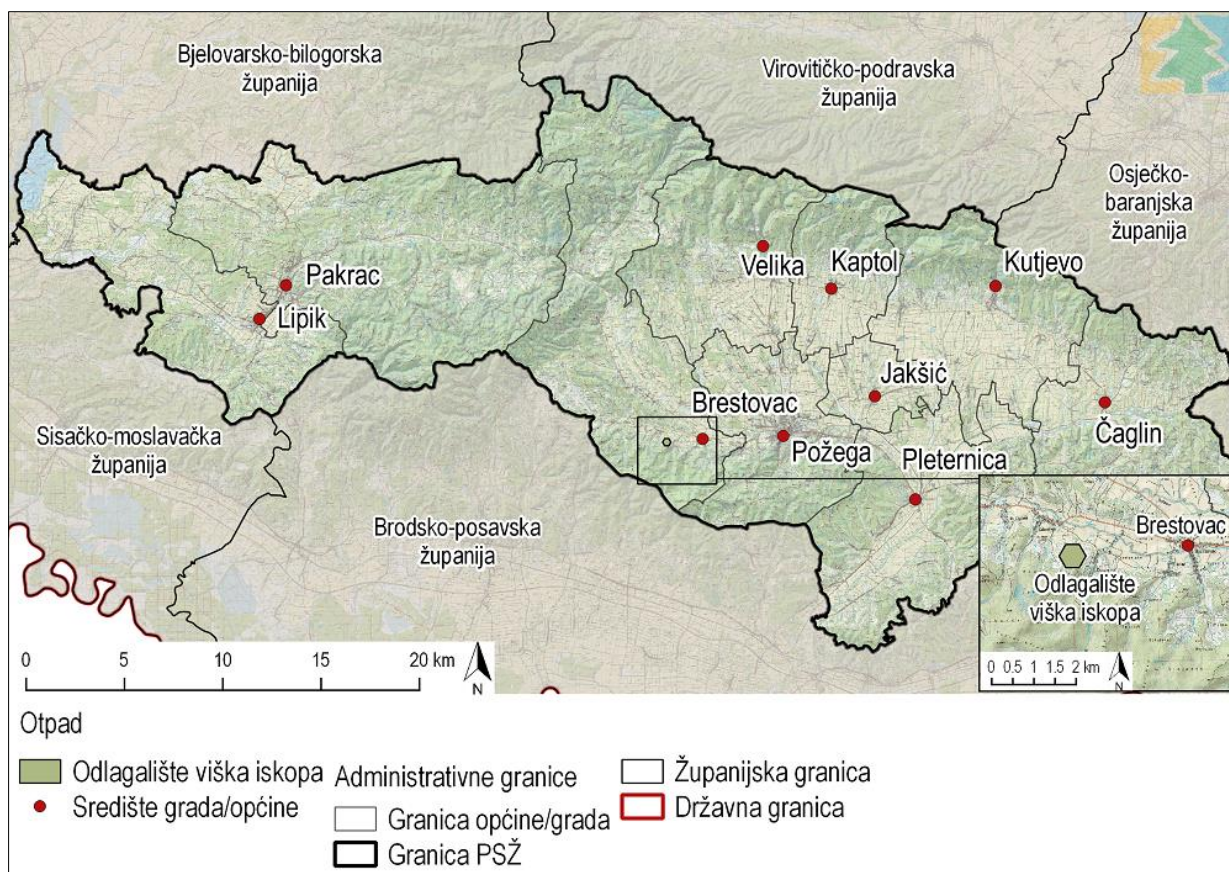 Bjelovarsko-bilogorska
županija
Virovitičko-podravska
županija
Osječko-
baranjska
županija
Velika
Kaptol
Kutjevo
Pakrac
Lipik
Jakšić
Brestovac
Čaglin
Požega
Pleternica
Sisačko-moslavačka
županija
Brodsko-posavska
županija
Brestovac
Odlagalište
viška iskopa
0 0.5 1 1.5 2 km
N
0 5 10 15 20 km
N
Otpad
Odlagalište viška iskopa
Središte grada/općine
Administrativne granice
Granica općine/grada
Granica PSŽ
Županijska granica
Državna granica